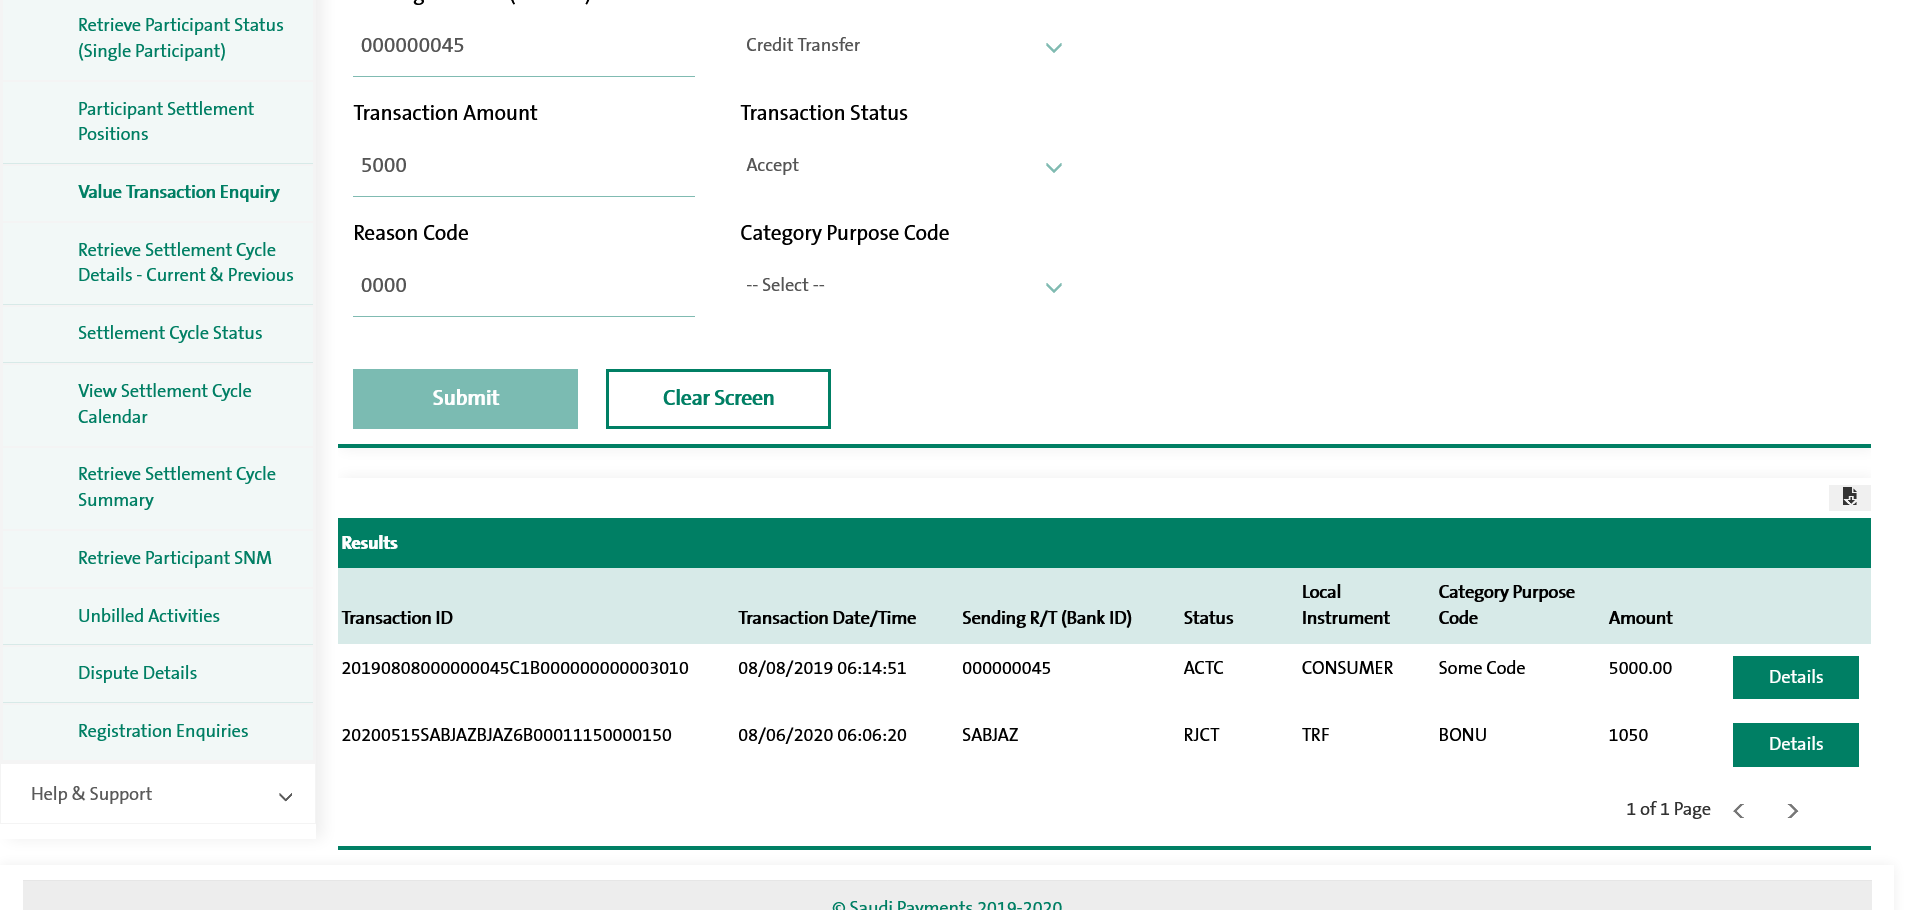 Retrieve Participant Status
(Single Participant)
Participant Settlement
Positions
Value Transaction Enquiry
Retrieve Settlement Cycle
Details - Current & Previous
Settlement Cycle Status
View Settlement Cycle
Calendar
Retrieve Settlement Cycle
Summary
Retrieve Participant SNM
Unbilled Activities
Dispute Details
Registration Enquiries
Help & Support
000000045 Credit Transfer
Transaction Amount Transaction Status
5000 Accept
Reason Code Category Purpose Code
0000 -- Select --
Submit Clear Screen
Results
Transaction ID Transaction Date/Time Sending R/T (Bank ID) Status Local Instrument Category Purpose Code Amount
20190808000000045C1B000000000003010 08/08/2019 06:14:51 000000045 ACTC CONSUMER Some Code 5000.00 Details
20200515SABJAZBJAZ6B00011150000150 08/06/2020 06:06:20 SABJAZ RJCT TRF BONU 1050 Details
1 of 1 Page
© Saudi Payments 2019-2020